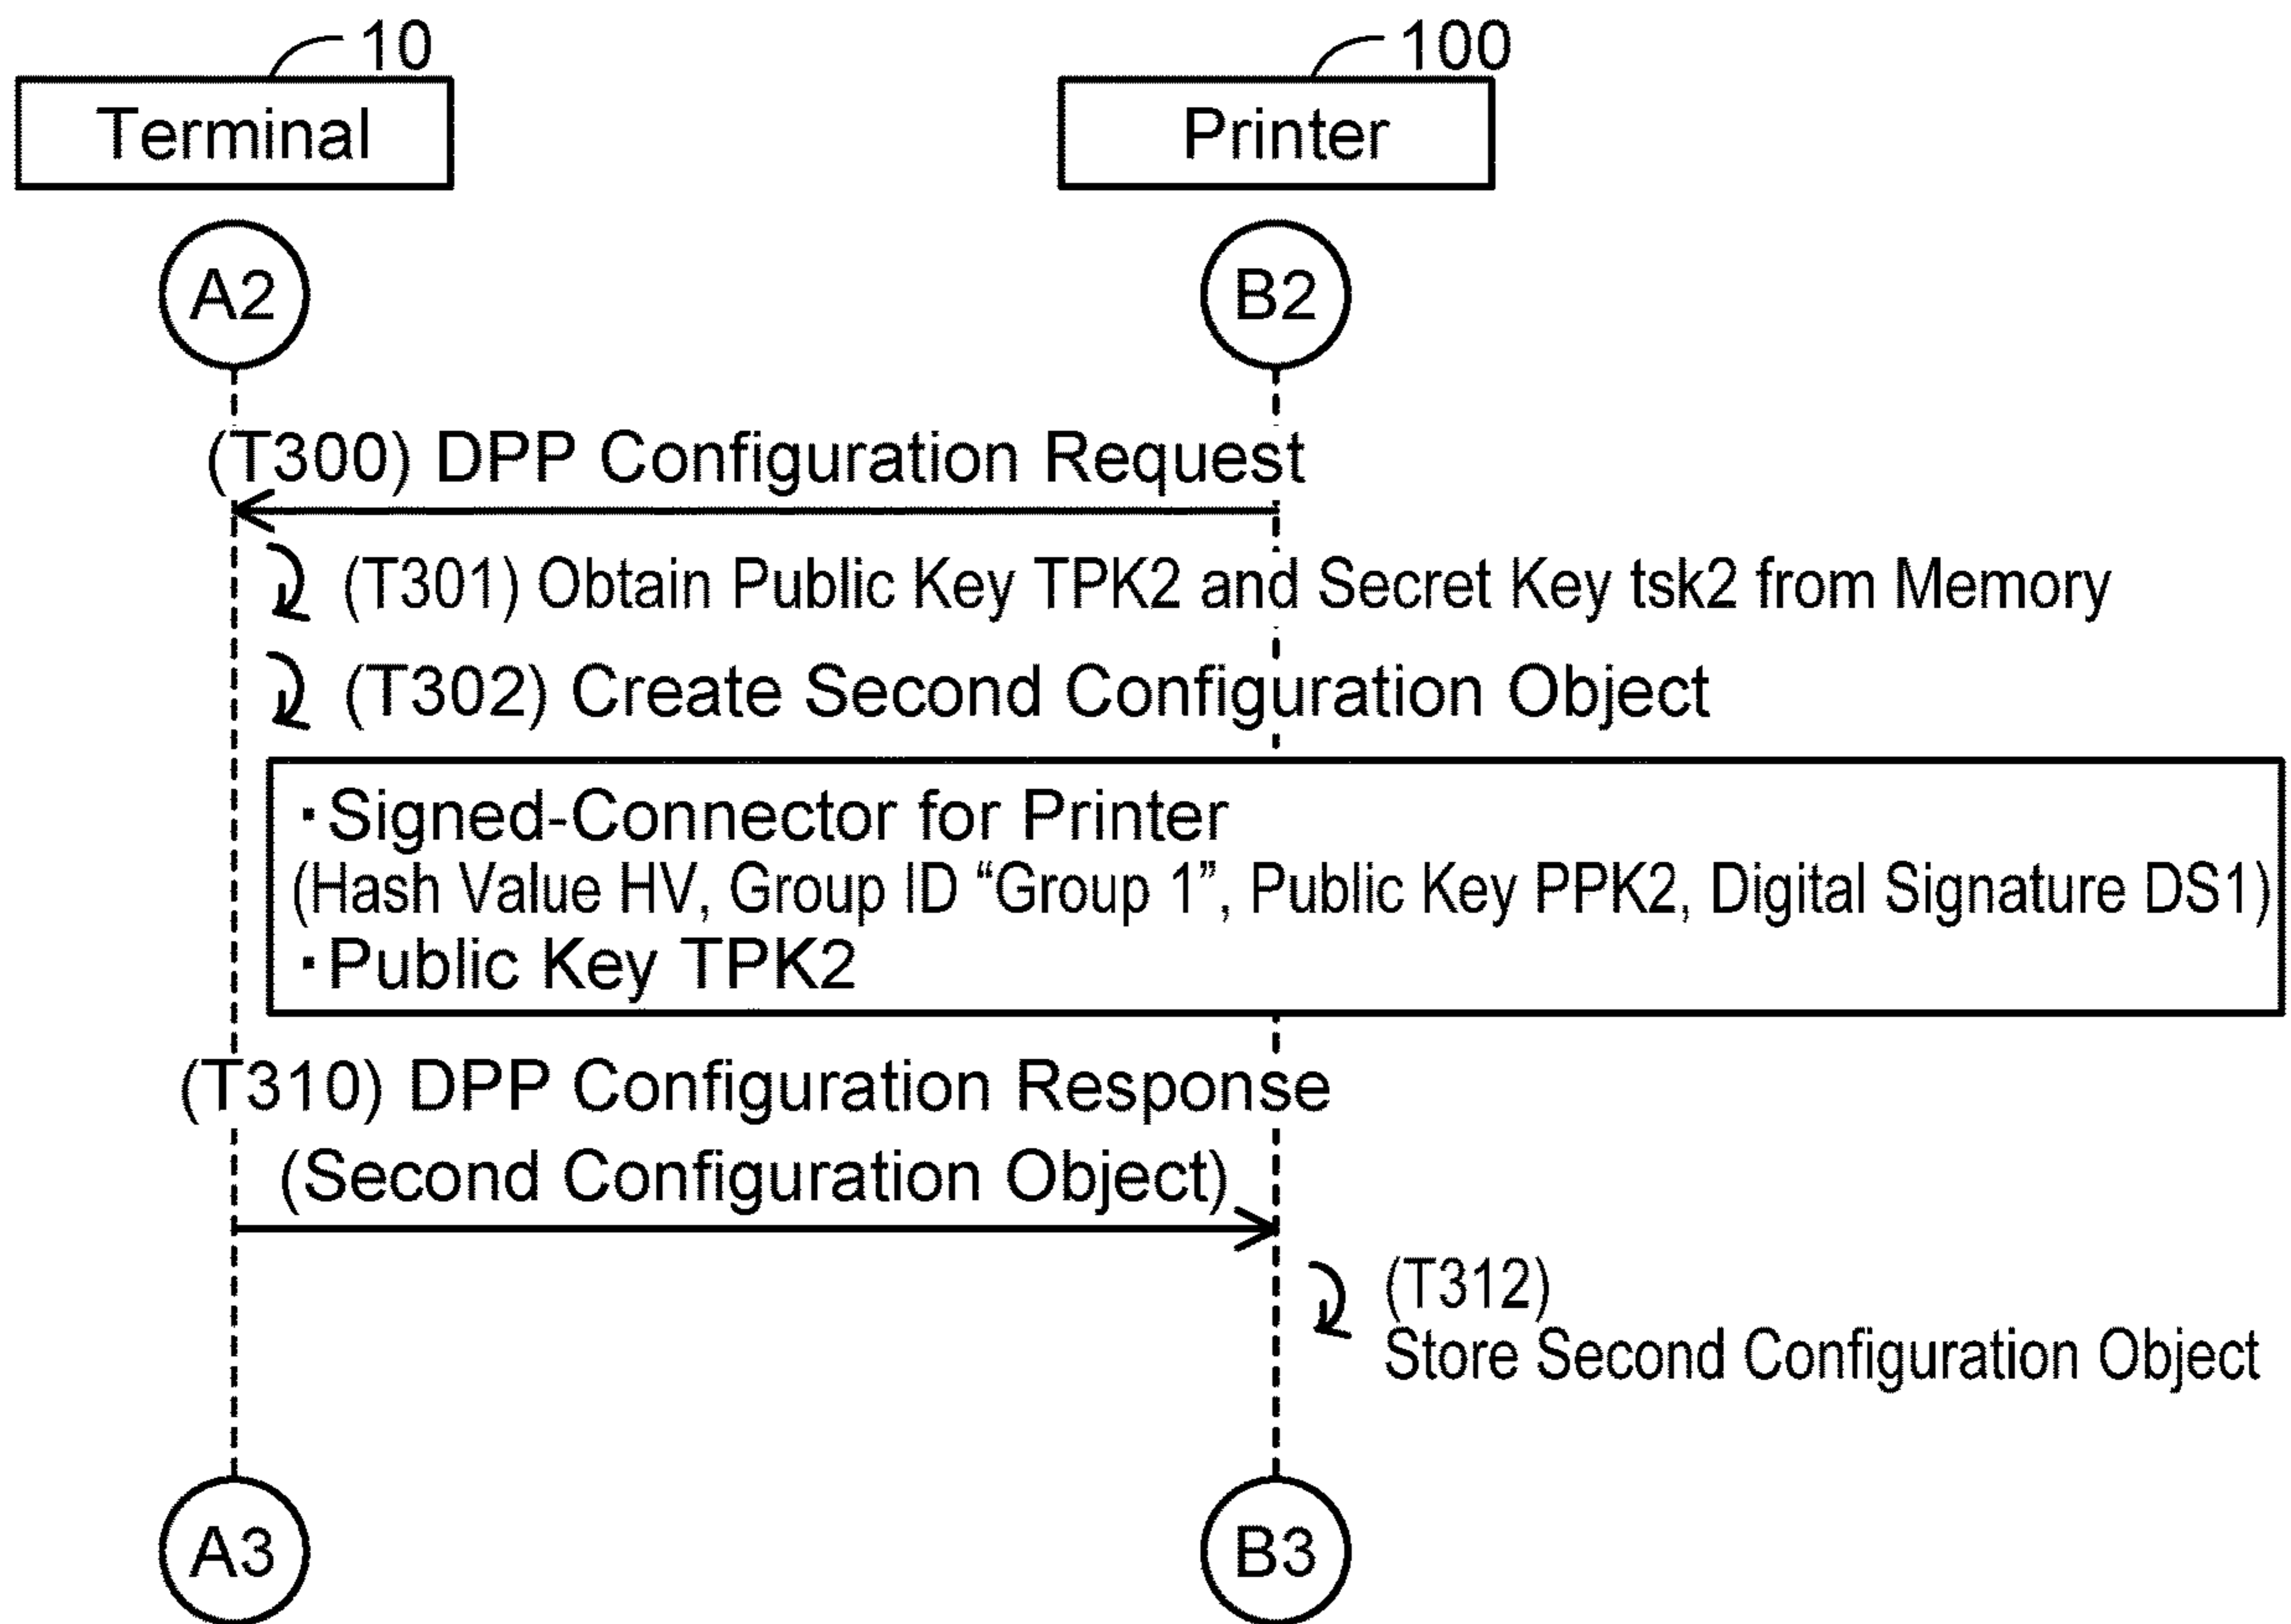 10
100
Terminal
Printer
A2
B2
(T300) DPP Configuration Request
(T301) Obtain Public Key TPK2 and Secret Key tsk2 from Memory
(T302) Create Second Configuration Object
・Signed-Connector for Printer
(Hash Value HV, Group ID “Group 1”, Public Key PPK2, Digital Signature DS1)
・Public Key TPK2
(T310) DPP Configuration Response
(Second Configuration Object)
(T312)
Store Second Configuration Object
A3
B3